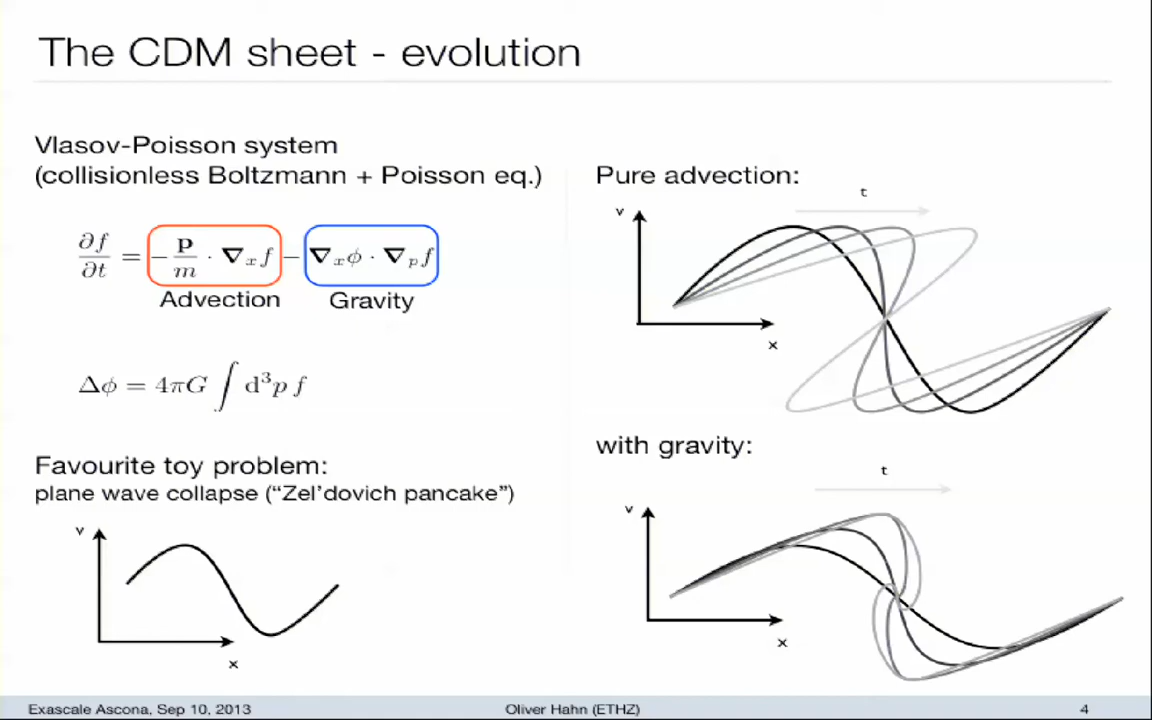 The CDM sheet - evolution
Vlasov-Poisson system
(collisionless Boltzmann + Poisson eq.)
∂f/∂t = −p/m · ∇ₓf − ∇ₓϕ · ∇ₚf
Advection
Gravity
Δϕ = 4πG ∫ d³p f
Favourite toy problem:
plane wave collapse (“Zel’dovich pancake”)
v
x
Pure advection:
t
v
x
with gravity:
t
v
x
Exascale Ascona, Sep 10, 2013
Oliver Hahn (ETHZ)
4